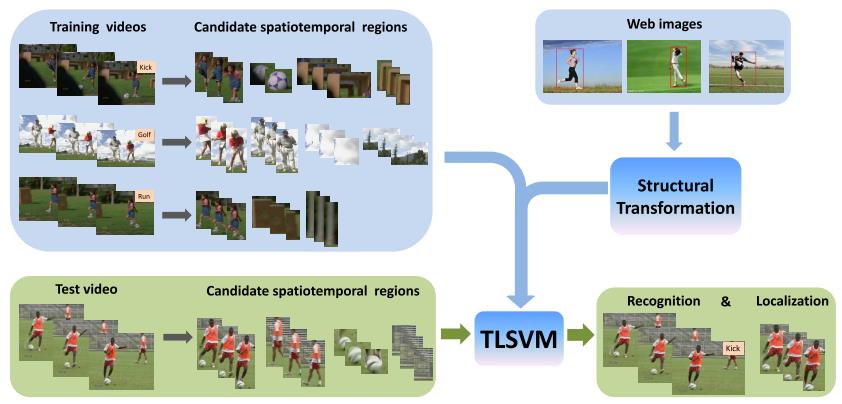 Training videos
Candidate spatiotemporal regions
Kick
Golf
Run
Web images
Structural
Transformation
Test video
Candidate spatiotemporal regions
TLSVM
Recognition & Localization
Kick